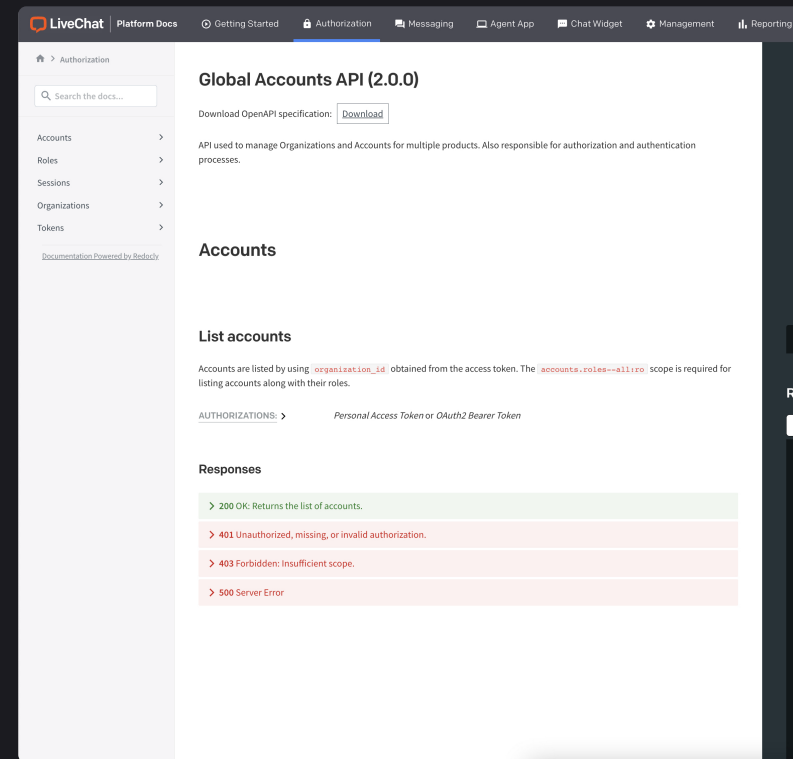 LiveChat | Platform Docs
Getting Started
Authorization
Messaging
Agent App
Chat Widget
Management
Reporting
> Authorization
Search the docs...
Accounts
Roles
Sessions
Organizations
Tokens
Documentation Powered by Redocly
Global Accounts API (2.0.0)
Download OpenAPI specification: Download
API used to manage Organizations and Accounts for multiple products. Also responsible for authorization and authentication
processes.
Accounts
List accounts
Accounts are listed by using organization_id obtained from the access token. The accounts.roles--all:ro scope is required for
listing accounts along with their roles.
AUTHORIZATIONS: > Personal Access Token or OAuth2 Bearer Token
Responses
> 200 OK: Returns the list of accounts.
> 401 Unauthorized, missing, or invalid authorization.
> 403 Forbidden: Insufficient scope.
> 500 Server Error
R